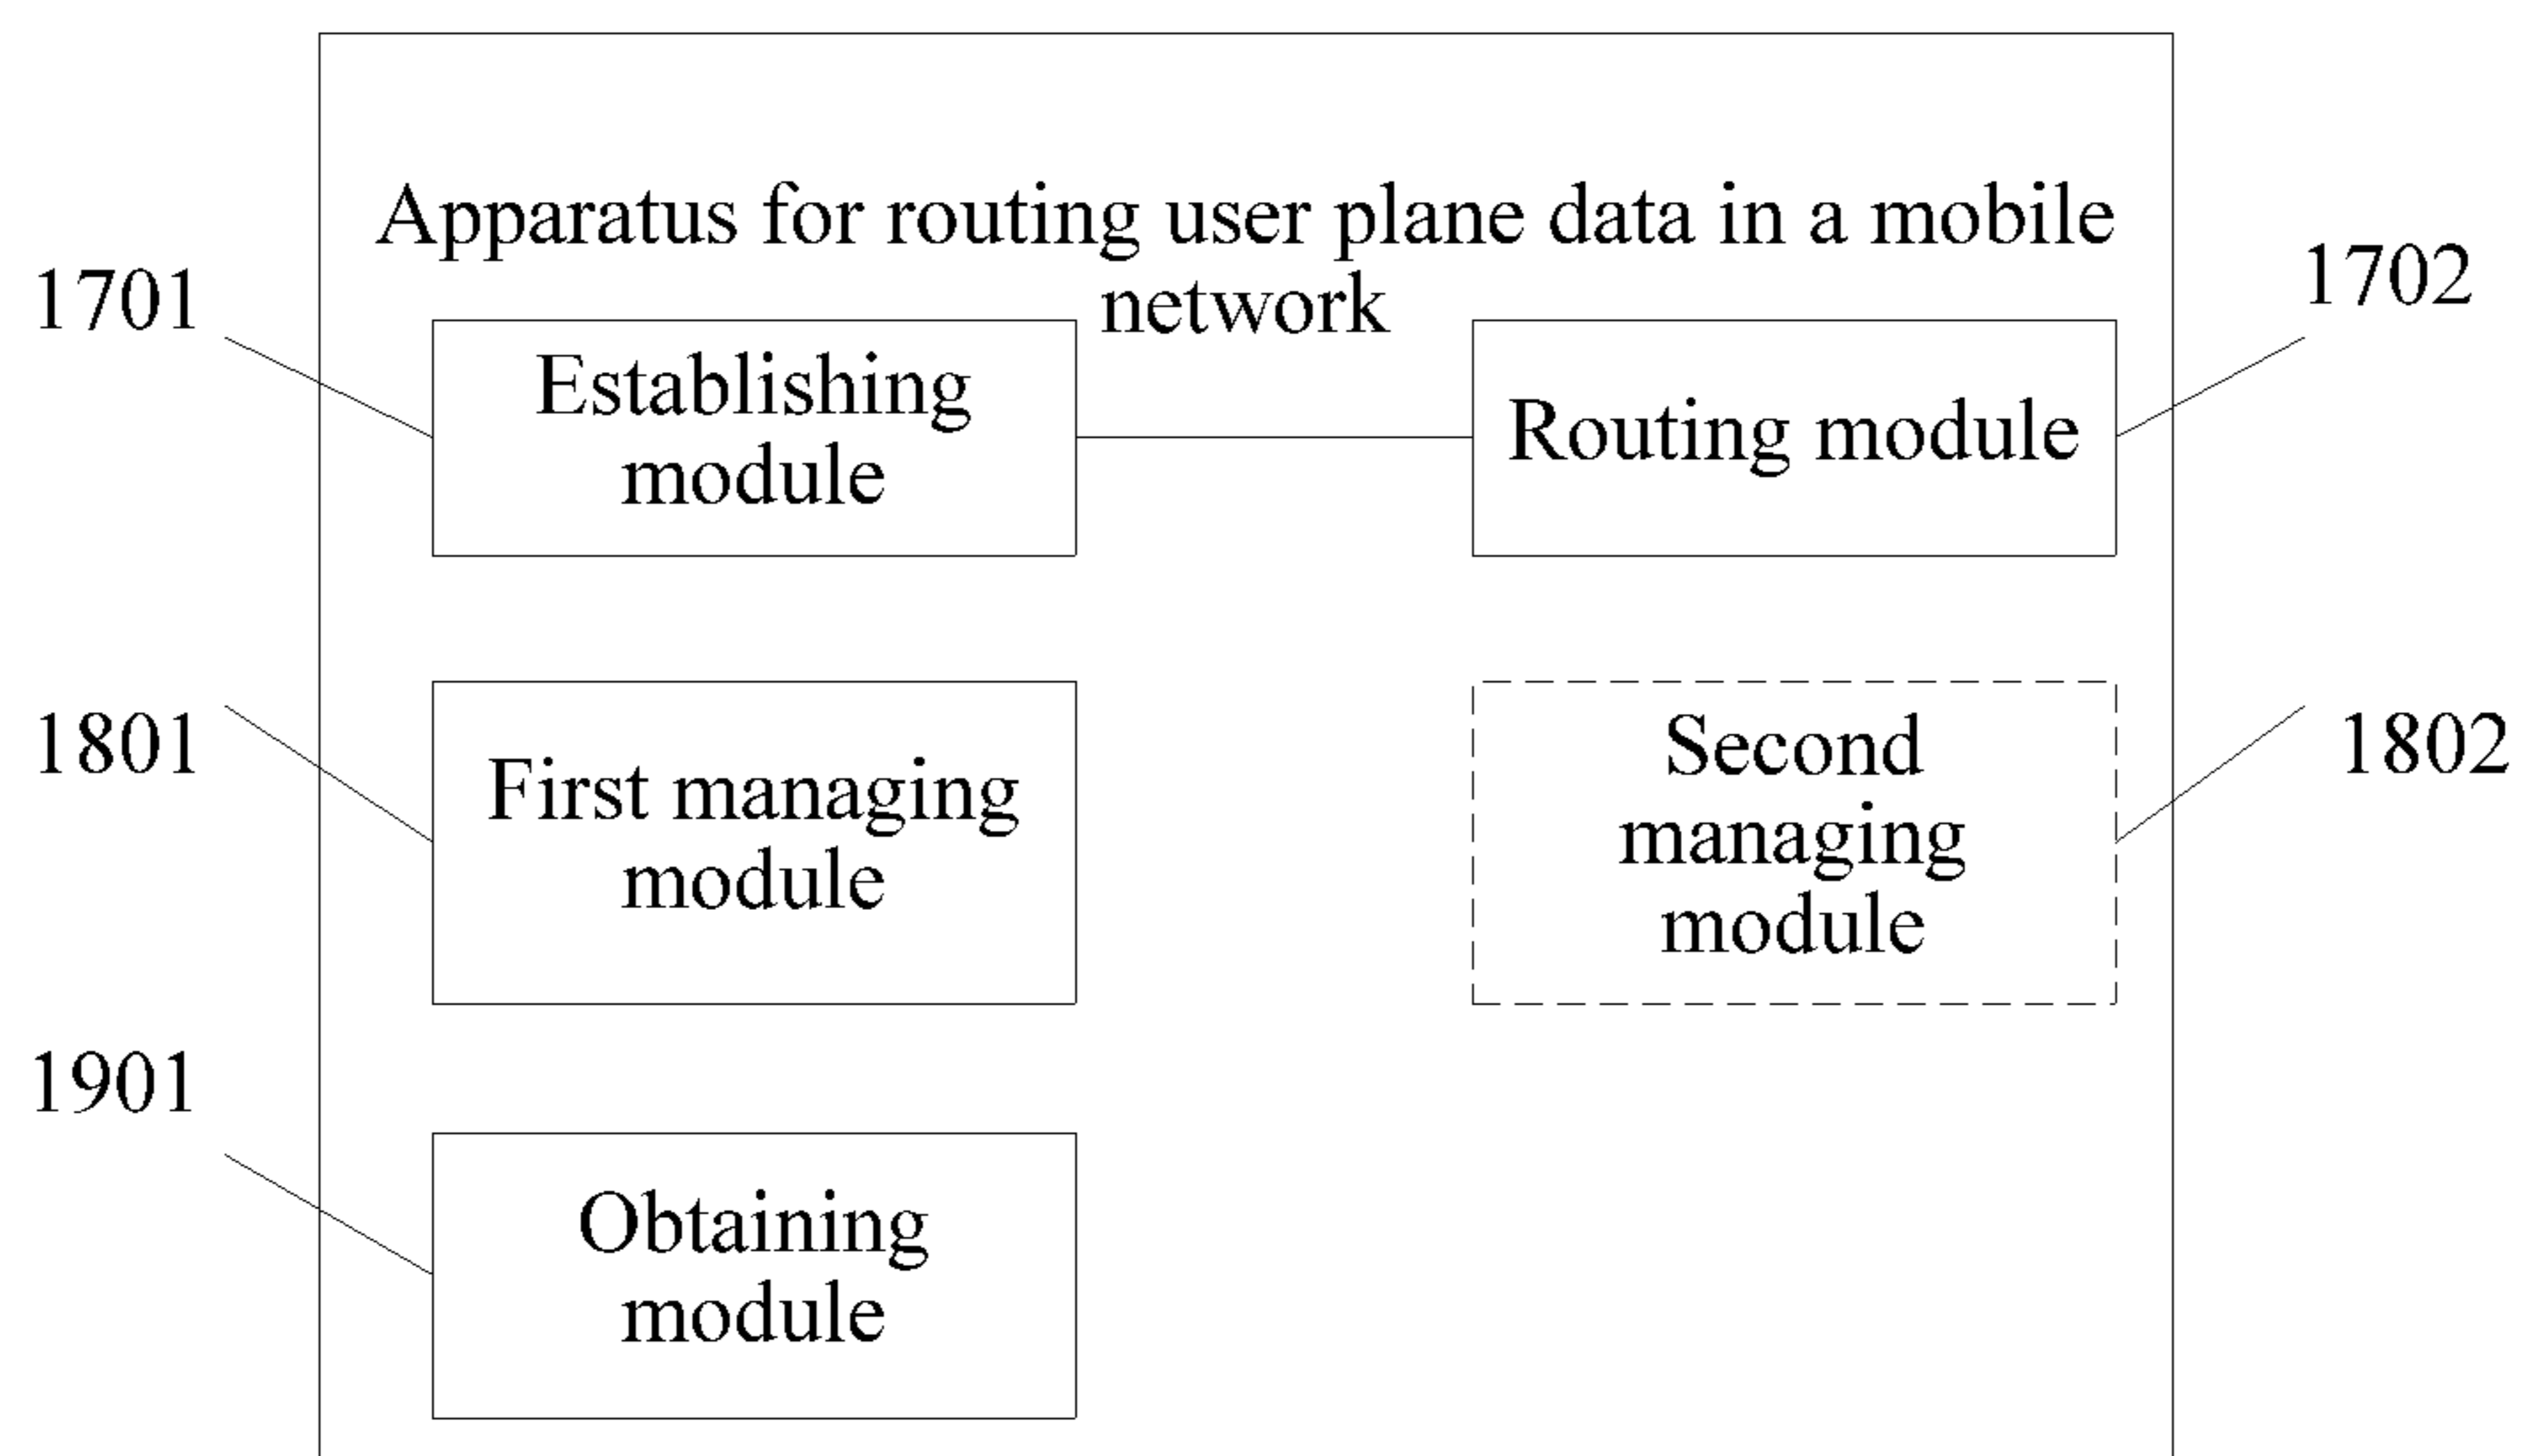 Apparatus for routing user plane data in a mobile
network
1701
1702
Establishing
module
Routing module
1801
1802
First managing
module
Second
managing
module
1901
Obtaining
module